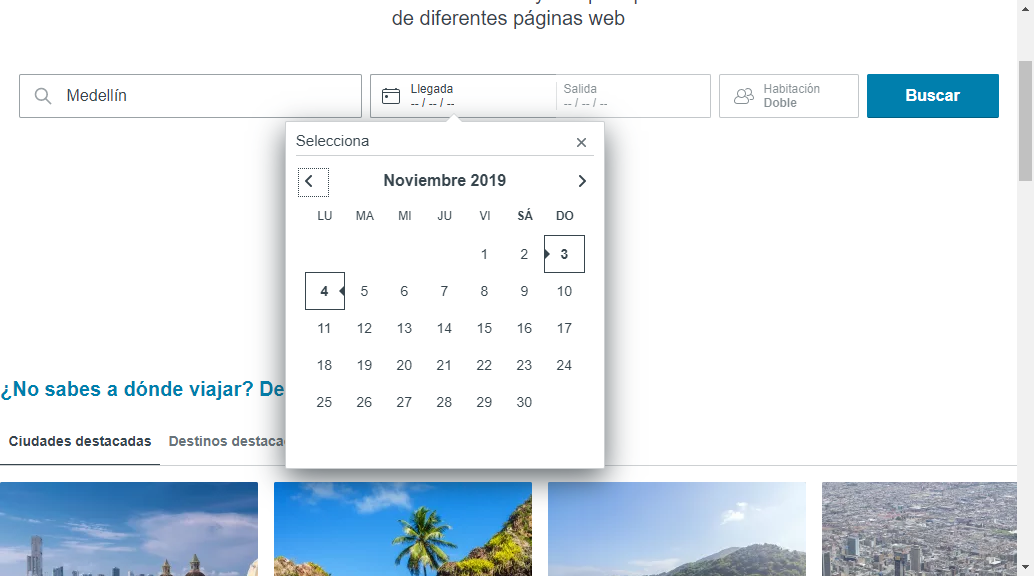 de diferentes páginas web
Medellín
Llegada
-- / -- / --
Salida
-- / -- / --
Habitación
Doble
Buscar
Selecciona
Noviembre 2019
LU MA MI JU VI SÁ DO
1 2 3
4 5 6 7 8 9 10
11 12 13 14 15 16 17
18 19 20 21 22 23 24
25 26 27 28 29 30
¿No sabes a dónde viajar? De
Ciudades destacadas Destinos destaca